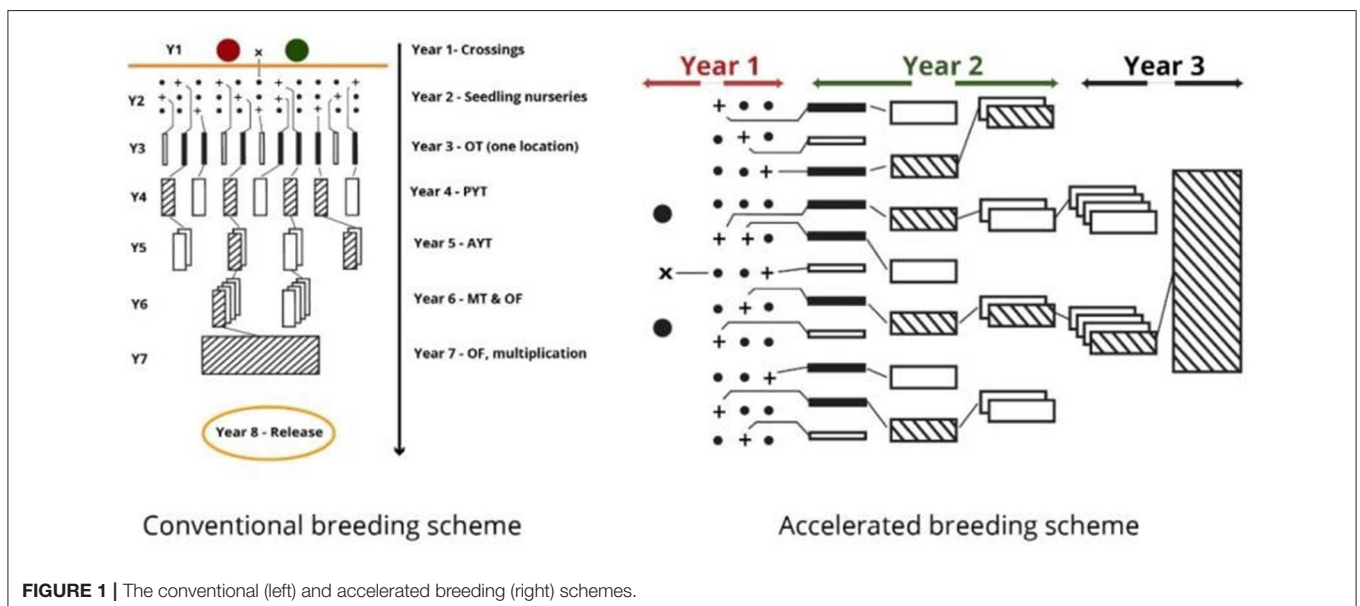 Y1
x
Year 1- Crossings
Y2
Year 2 - Seedling nurseries
Y3
Year 3 - OT (one location)
Y4
Year 4 - PYT
Y5
Year 5 - AYT
Y6
Year 6 - MT & OF
Y7
Year 7 - OF, multiplication
Year 8 - Release
Conventional breeding scheme
Year 1
Year 2
Year 3
x
Accelerated breeding scheme
FIGURE 1 | The conventional (left) and accelerated breeding (right) schemes.